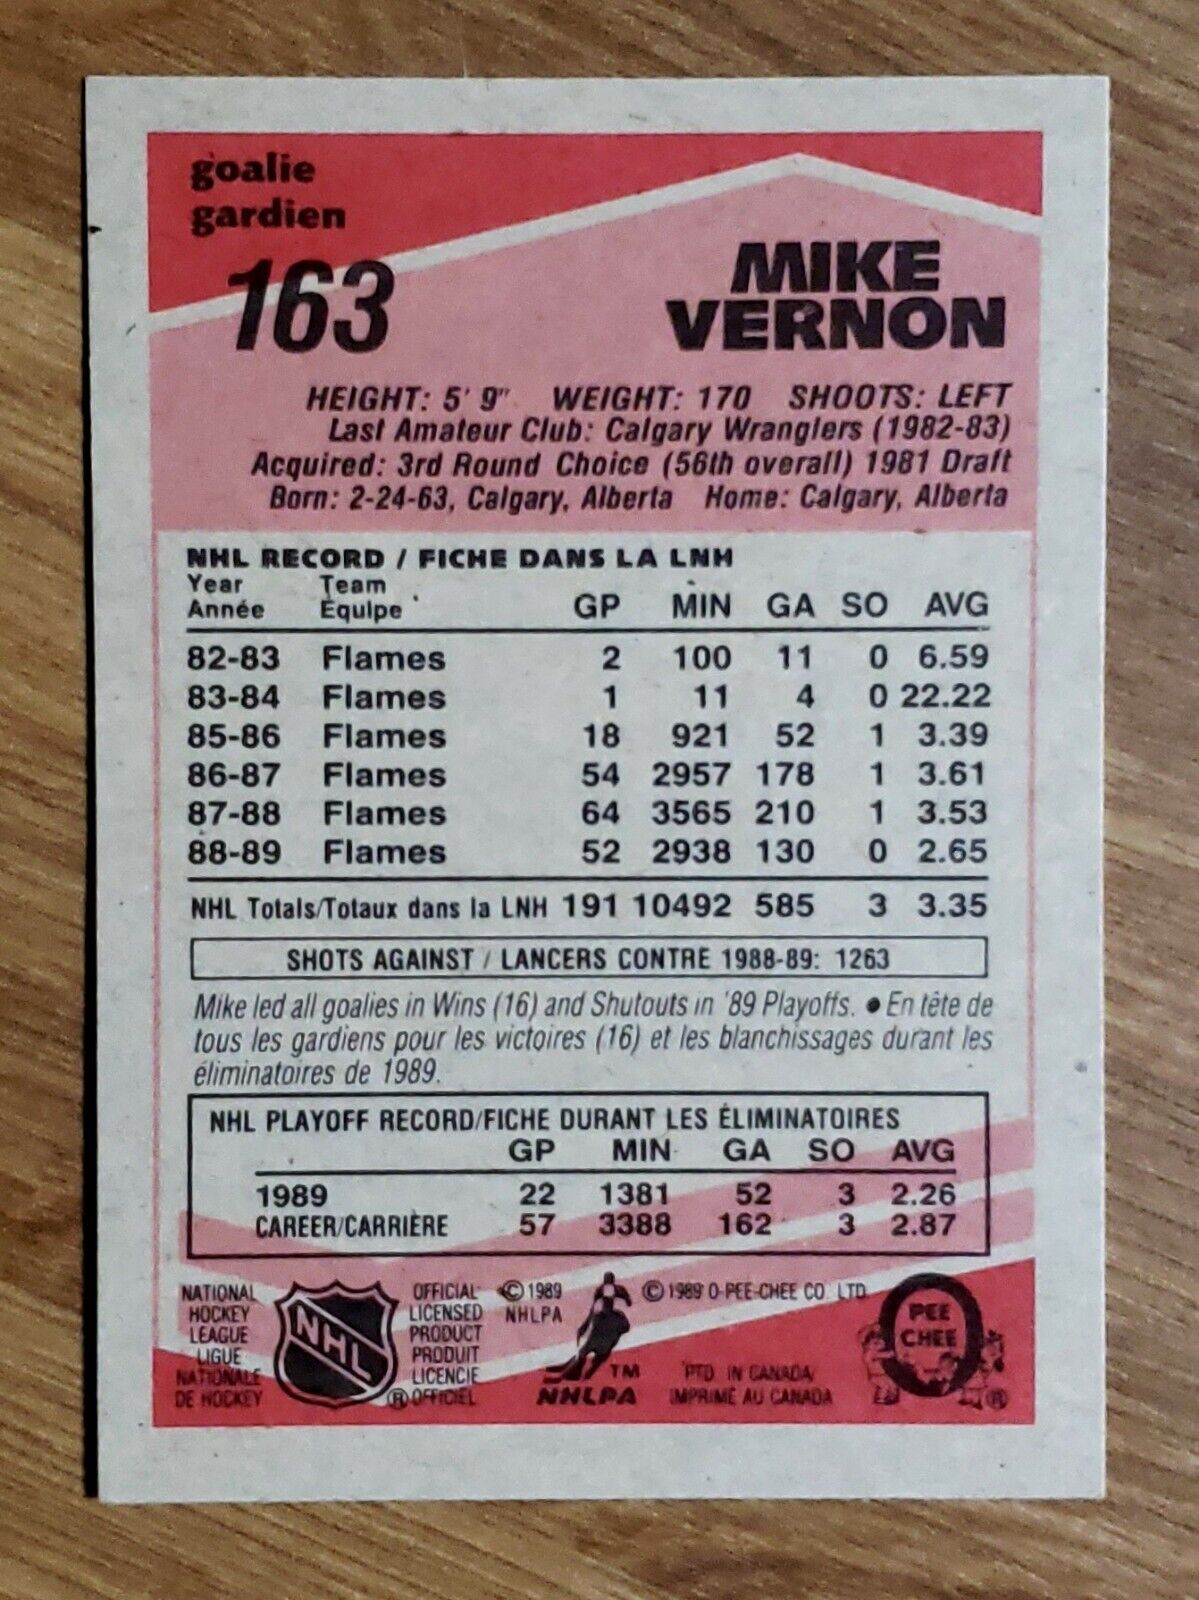 goalie
gardien
163
MIKE
VERNON
HEIGHT: 5' 9" WEIGHT: 170 SHOOTS: LEFT
Last Amateur Club: Calgary Wranglers (1982-83)
Acquired: 3rd Round Choice (56th overall) 1981 Draft
Born: 2-24-63, Calgary, Alberta Home: Calgary, Alberta
NHL RECORD / FICHE DANS LA LNH
Year Team
Année Équipe GP MIN GA SO AVG
82-83 Flames 2 100 11 0 6.59
83-84 Flames 1 11 4 0 22.22
85-86 Flames 18 921 52 1 3.39
86-87 Flames 54 2957 178 1 3.61
87-88 Flames 64 3565 210 1 3.53
88-89 Flames 52 2938 130 0 2.65
NHL Totals/Totaux dans la LNH 191 10492 585 3 3.35
SHOTS AGAINST / LANCERS CONTRE 1988-89: 1263
Mike led all goalies in Wins (16) and Shutouts in '89 Playoffs. • En tête de
tous les gardiens pour les victoires (16) et les blanchissages durant les
éliminatoires de 1989.
NHL PLAYOFF RECORD/FICHE DURANT LES ÉLIMINATOIRES
GP MIN GA SO AVG
1989 22 1381 52 3 2.26
CAREER/CARRIÈRE 57 3388 162 3 2.87
NATIONAL
HOCKEY
LEAGUE
LIGUE
NATIONALE
DE HOCKEY
NHL
®
OFFICIAL
LICENSED
PRODUCT
PRODUIT
LICENCIE
OFFICIEL
© 1989
NHLPA
TM
NHLPA
© 1989 O-PEE-CHEE CO. LTD.
PTD. IN CANADA/
IMPRIMÉ AU CANADA
O
PEE
CHEE
®